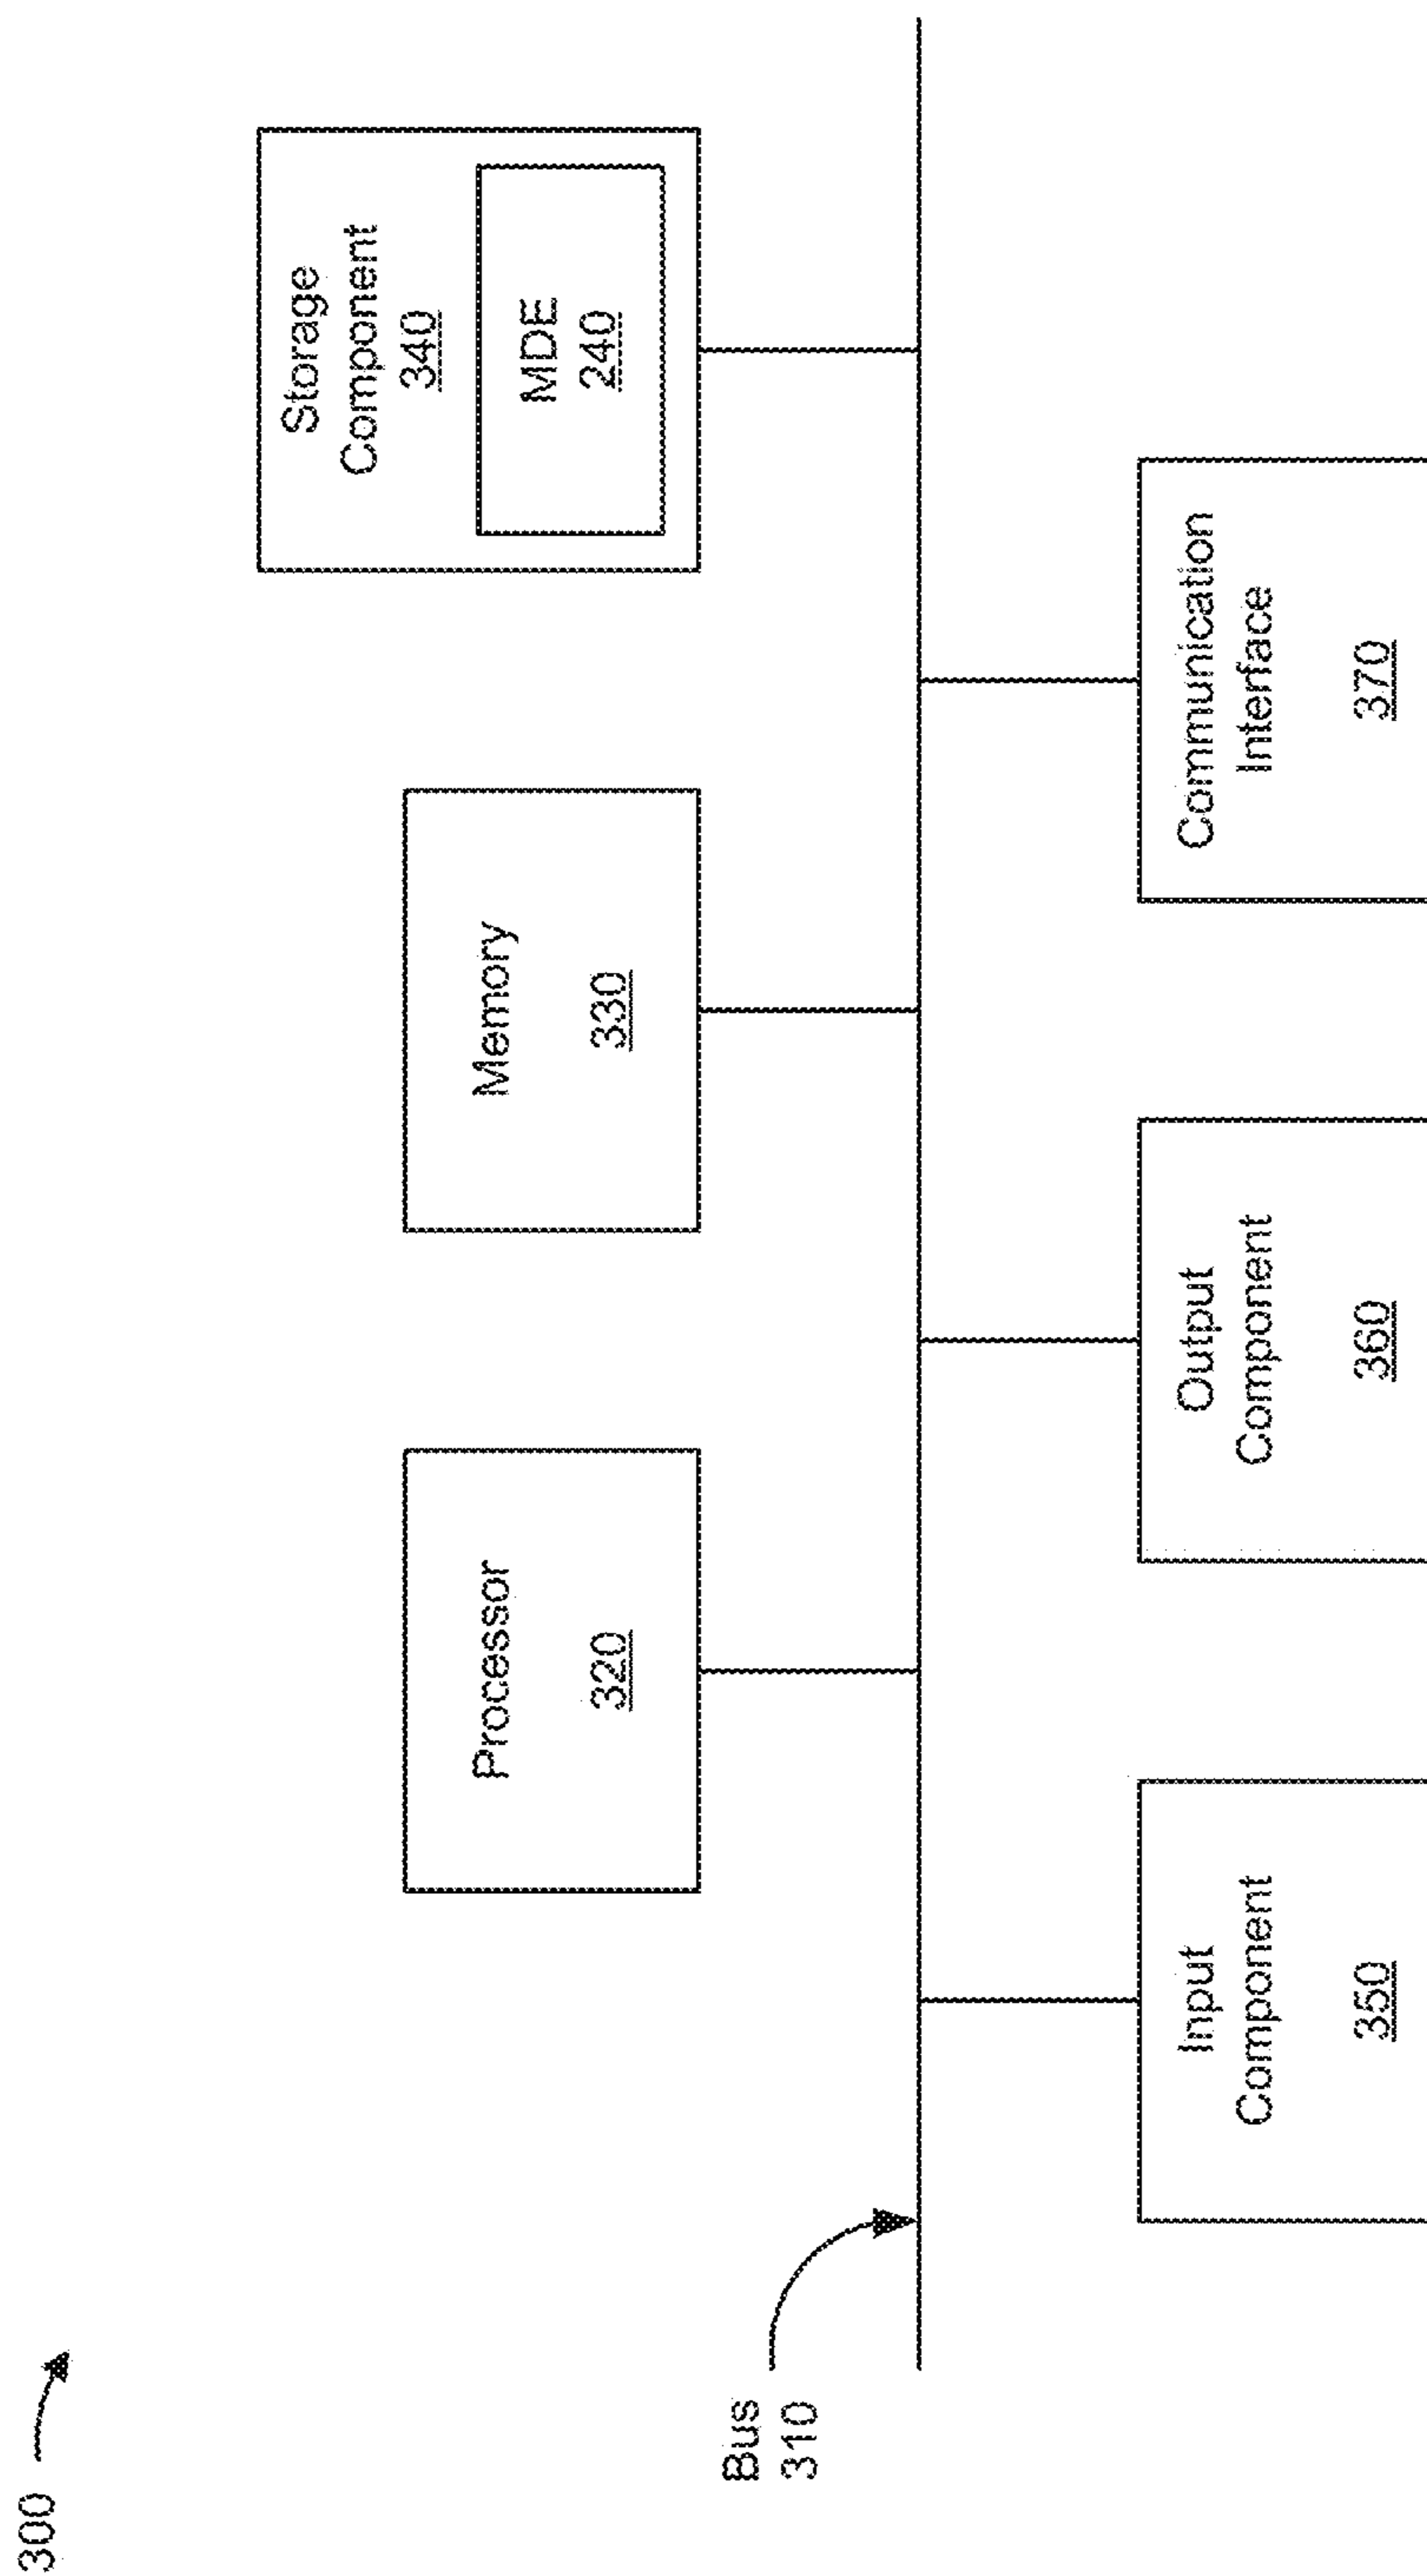 300
Bus
310
Processor
320
Memory
330
Storage
Component
340
MDE
240
Input
Component
350
Output
Component
360
Communication
Interface
370